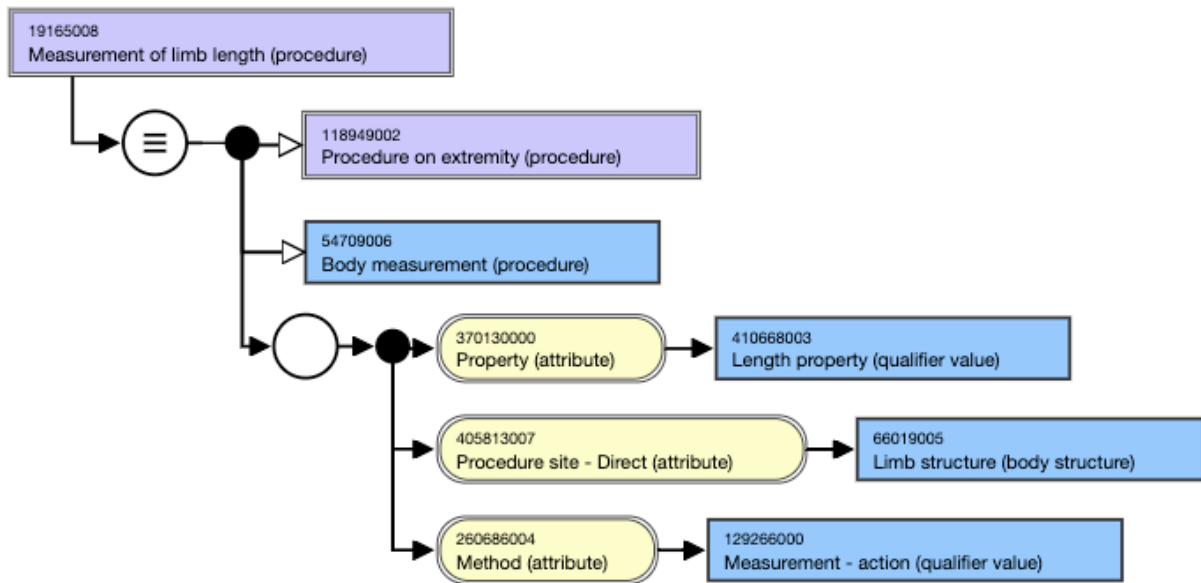 19165008
Measurement of limb length (procedure)
118949002
Procedure on extremity (procedure)
54709006
Body measurement (procedure)
370130000
Property (attribute)
410668003
Length property (qualifier value)
405813007
Procedure site - Direct (attribute)
66019005
Limb structure (body structure)
260686004
Method (attribute)
129266000
Measurement - action (qualifier value)